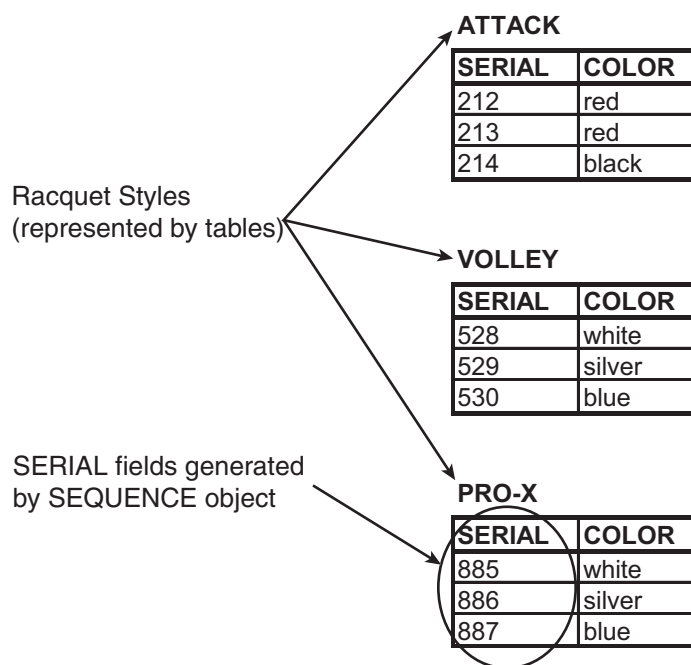 ATTACK
SERIAL COLOR
212 red
213 red
214 black
Racquet Styles
(represented by tables)
VOLLEY
SERIAL COLOR
528 white
529 silver
530 blue
SERIAL fields generated
by SEQUENCE object
PRO-X
SERIAL COLOR
885 white
886 silver
887 blue